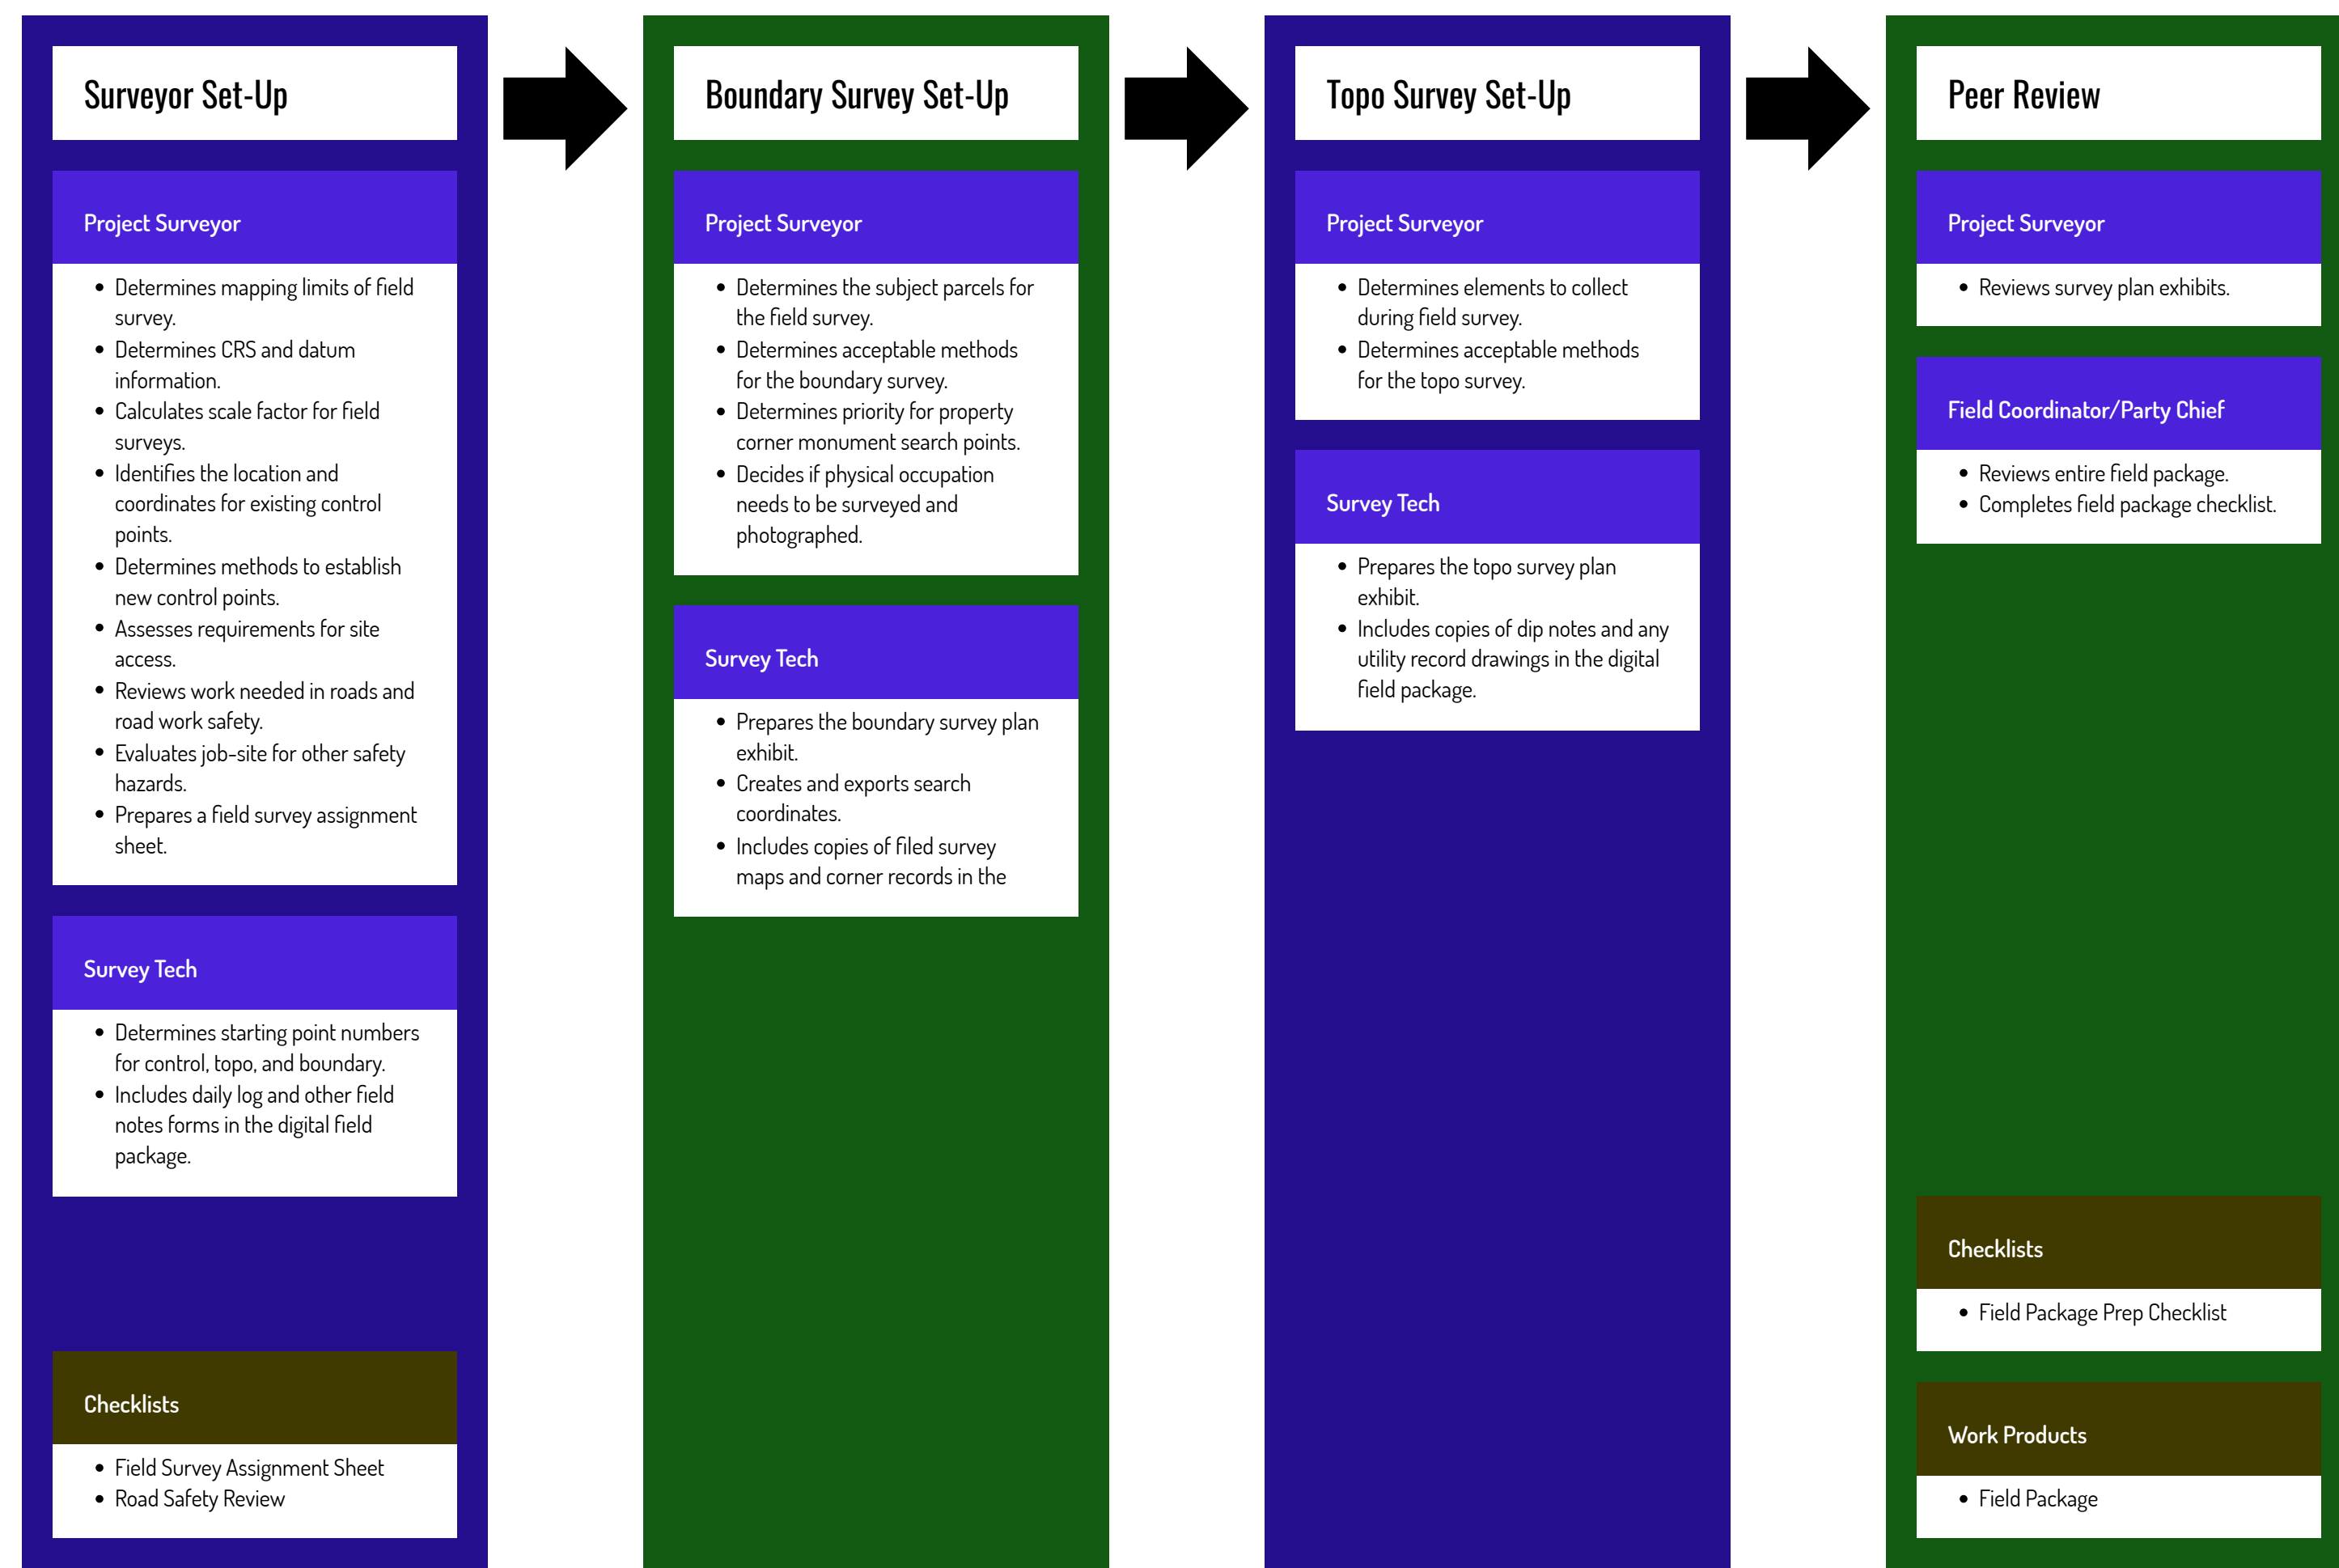 Surveyor Set-Up
Project Surveyor
Determines mapping limits of field
survey.
Determines CRS and datum
information.
Calculates scale factor for field
surveys.
Identifies the location and
coordinates for existing control
points.
Determines methods to establish
new control points.
Assesses requirements for site
access.
Reviews work needed in roads and
road work safety.
Evaluates job-site for other safety
hazards.
Prepares a field survey assignment
sheet.
Survey Tech
Determines starting point numbers
for control, topo, and boundary.
Includes daily log and other field
notes forms in the digital field
package.
Checklists
Field Survey Assignment Sheet
Road Safety Review
Boundary Survey Set-Up
Project Surveyor
Determines the subject parcels for
the field survey.
Determines acceptable methods
for the boundary survey.
Determines priority for property
corner monument search points.
Decides if physical occupation
needs to be surveyed and
photographed.
Survey Tech
Prepares the boundary survey plan
exhibit.
Creates and exports search
coordinates.
Includes copies of filed survey
maps and corner records in the
Topo Survey Set-Up
Project Surveyor
Determines elements to collect
during field survey.
Determines acceptable methods
for the topo survey.
Survey Tech
Prepares the topo survey plan
exhibit.
Includes copies of dip notes and any
utility record drawings in the digital
field package.
Peer Review
Project Surveyor
Reviews survey plan exhibits.
Field Coordinator/Party Chief
Reviews entire field package.
Completes field package checklist.
Checklists
Field Package Prep Checklist
Work Products
Field Package